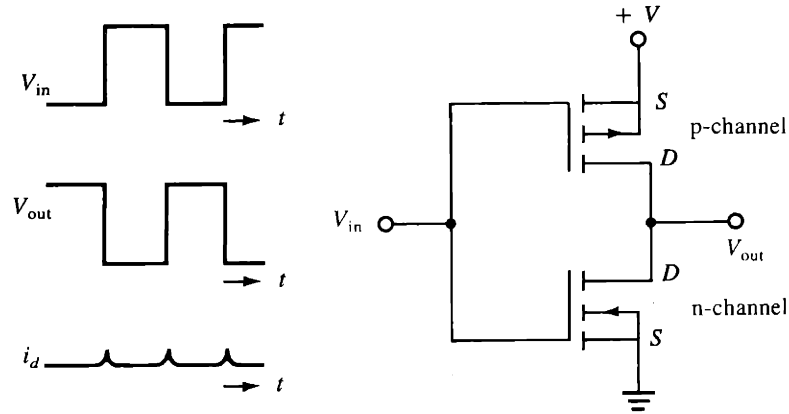 V_in
t
V_out
t
i_d
t
+ V
S
p-channel
D
V_in
V_out
D
n-channel
S